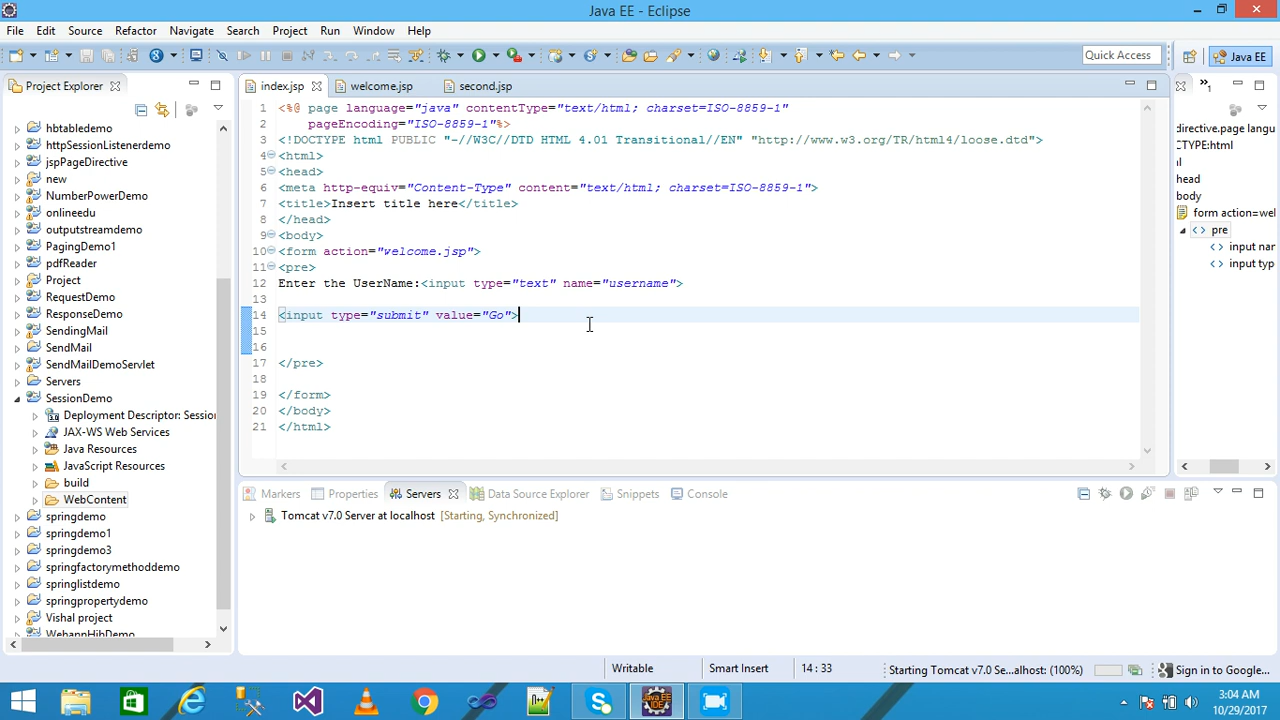 Java EE - Eclipse
File Edit Source Refactor Navigate Search Project Run Window Help
Quick Access
Java EE
Project Explorer
index.jsp
welcome.jsp
second.jsp
»1
hbtabledemo
httpSessionListenerdemo
jspPageDirective
new
NumberPowerDemo
onlineedu
outputstreamdemo
PagingDemo1
pdfReader
Project
RequestDemo
ResponseDemo
SendingMail
SendMail
SendMailDemoServlet
Servers
SessionDemo
Deployment Descriptor: Session
JAX-WS Web Services
Java Resources
JavaScript Resources
build
WebContent
springdemo
springdemo1
springdemo3
springfactorymethoddemo
springlistdemo
springpropertydemo
Vishal project
WebannHibDemo
1 <%@ page language="java" contentType="text/html; charset=ISO-8859-1"
2 pageEncoding="ISO-8859-1"%>
3 <!DOCTYPE html PUBLIC "-//W3C//DTD HTML 4.01 Transitional//EN" "http://www.w3.org/TR/html4/loose.dtd">
4 <html>
5 <head>
6 <meta http-equiv="Content-Type" content="text/html; charset=ISO-8859-1">
7 <title>Insert title here</title>
8 </head>
9 <body>
10 <form action="welcome.jsp">
11 <pre>
12 Enter the UserName:<input type="text" name="username">
13
14 <input type="submit" value="Go">
15
16
17 </pre>
18
19 </form>
20 </body>
21 </html>
directive.page langu
CTYPE:html
ul
head
body
form action=wel
pre
input nar
input typ
Markers
Properties
Servers
Data Source Explorer
Snippets
Console
Tomcat v7.0 Server at localhost [Starting, Synchronized]
Writable
Smart Insert
14 : 33
Starting Tomcat v7.0 Se...alhost: (100%)
Sign in to Google...
Java EE
IDE
3:04 AM
10/29/2017